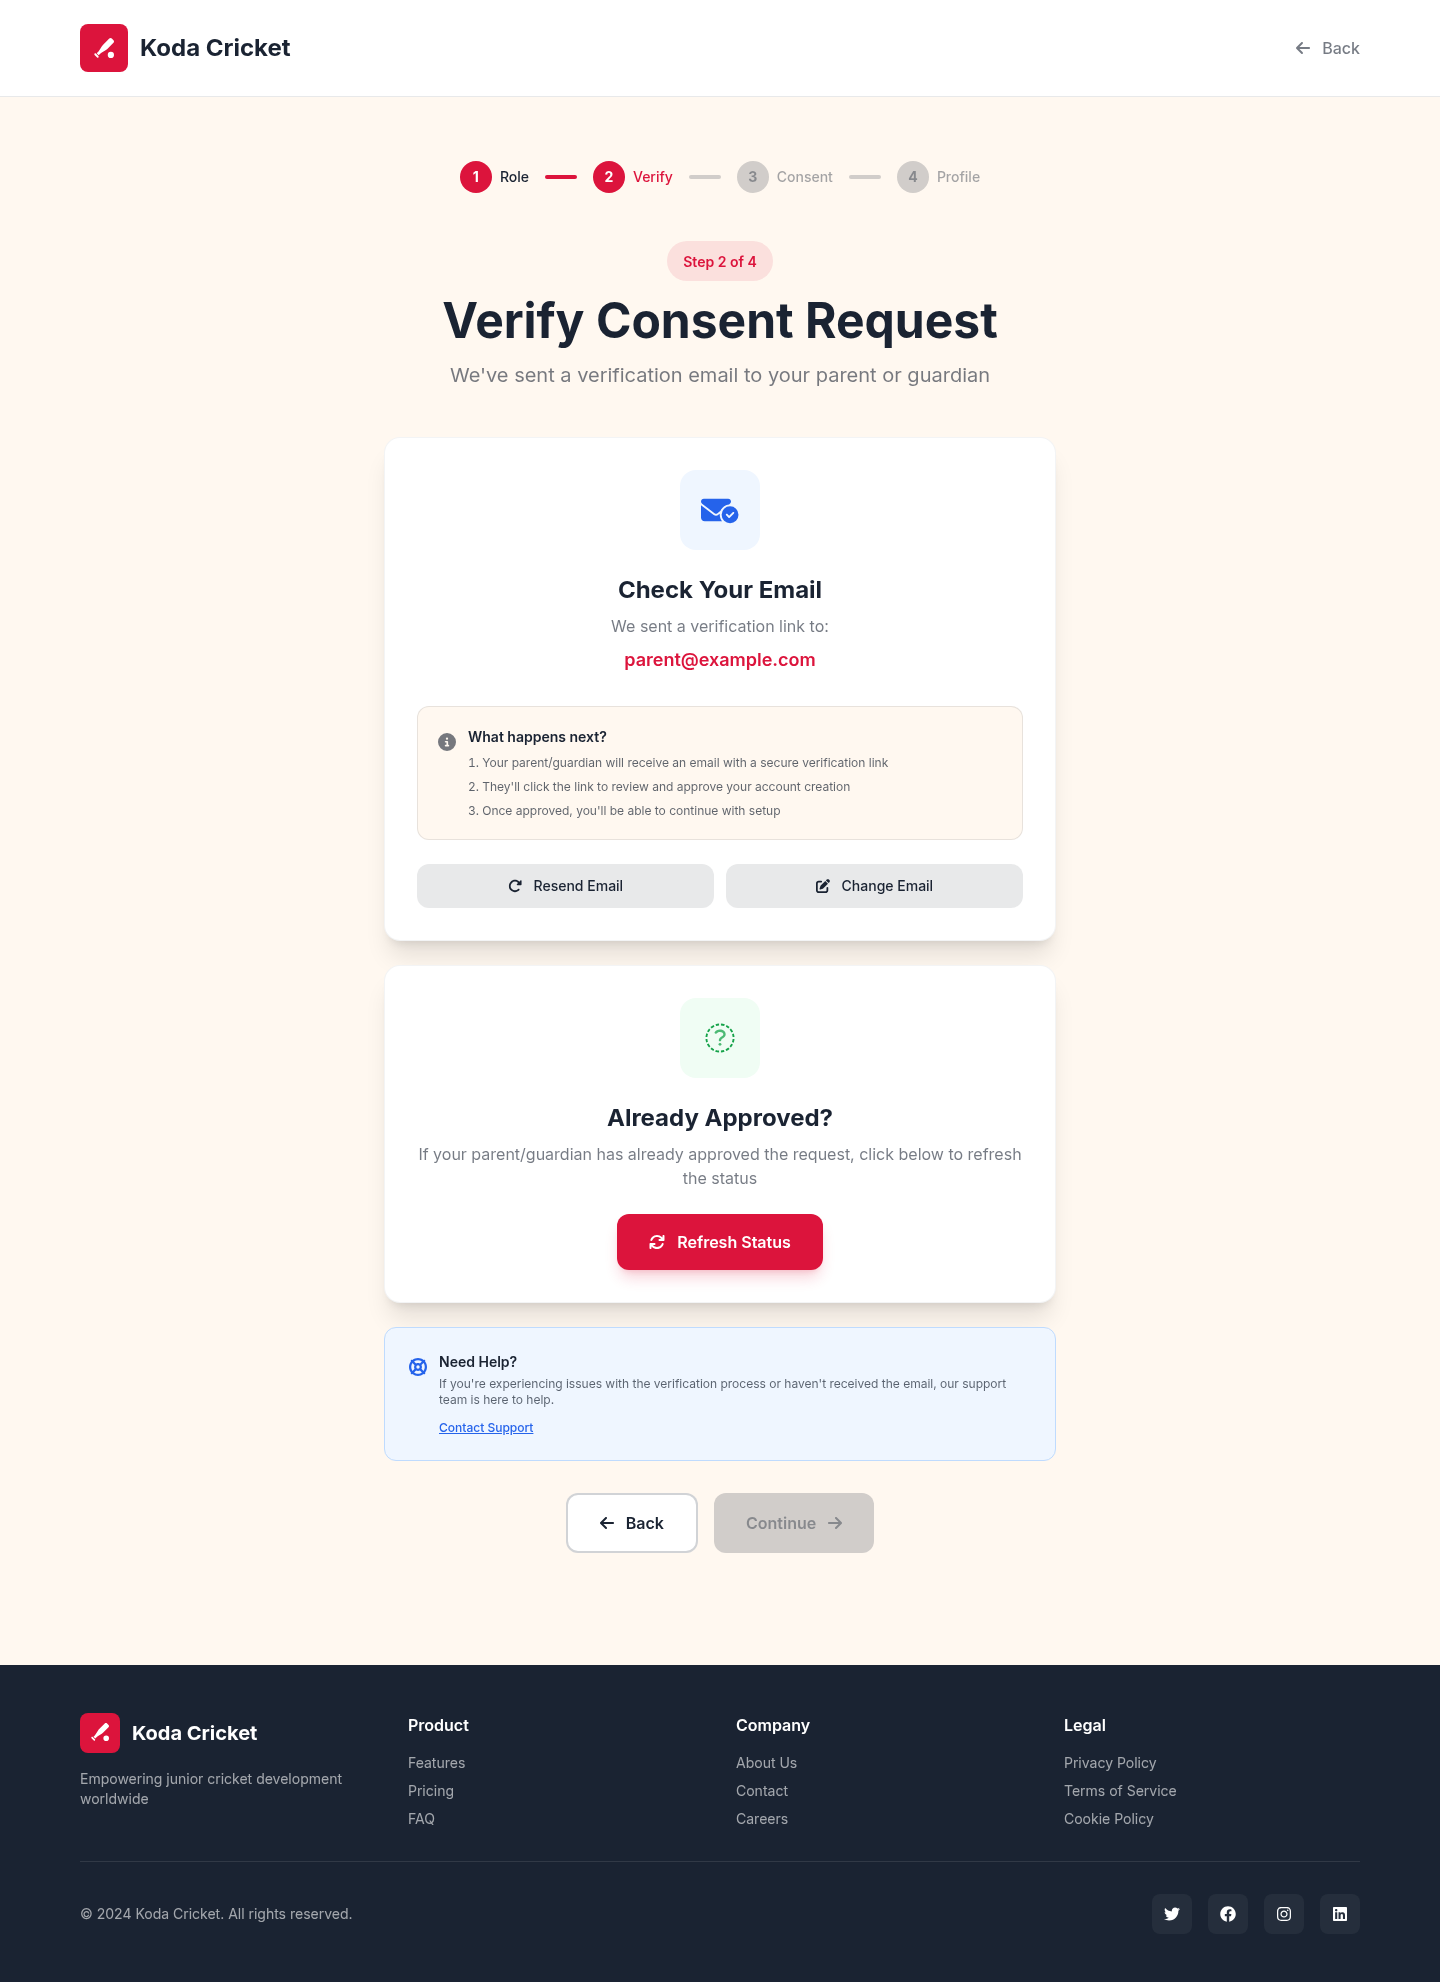 Koda Cricket
Back
1 Role
2 Verify
3 Consent
4 Profile
Step 2 of 4
Verify Consent Request
We've sent a verification email to your parent or guardian
Check Your Email
We sent a verification link to:
parent@example.com
What happens next?
1. Your parent/guardian will receive an email with a secure verification link
2. They'll click the link to review and approve your account creation
3. Once approved, you'll be able to continue with setup
Resend Email
Change Email
Already Approved?
If your parent/guardian has already approved the request, click below to refresh
the status
Refresh Status
Need Help?
If you're experiencing issues with the verification process or haven't received the email, our support
team is here to help.
Contact Support
Back
Continue
Koda Cricket
Empowering junior cricket development
worldwide
Product
Features
Pricing
FAQ
Company
About Us
Contact
Careers
Legal
Privacy Policy
Terms of Service
Cookie Policy
© 2024 Koda Cricket. All rights reserved.